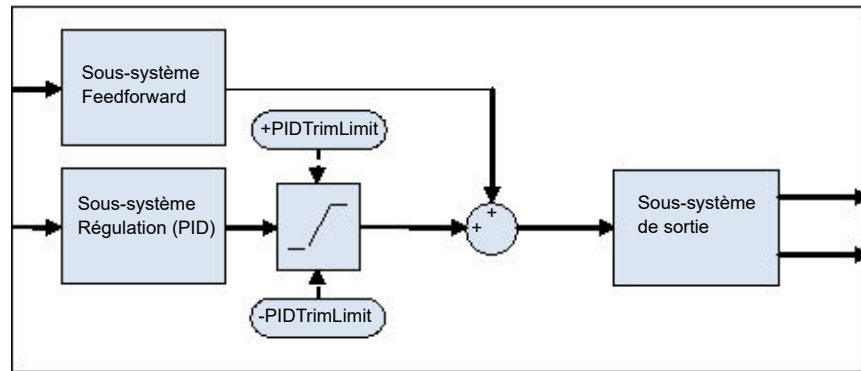 Sous-système
Feedforward
+PIDTrimLimit
Sous-système
Régulation (PID)
+
+
Sous-système
de sortie
-PIDTrimLimit